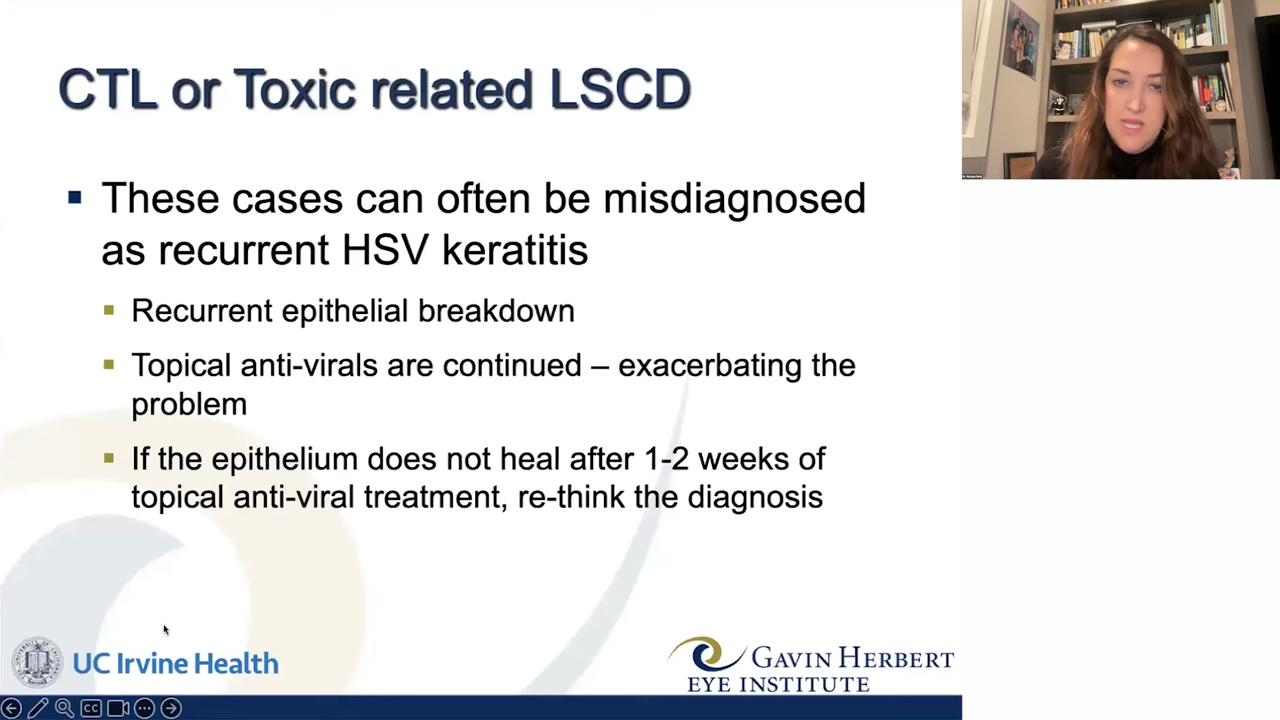 CTL or Toxic related LSCD
These cases can often be misdiagnosed
as recurrent HSV keratitis
Recurrent epithelial breakdown
Topical anti-virals are continued – exacerbating the
problem
If the epithelium does not heal after 1-2 weeks of
topical anti-viral treatment, re-think the diagnosis
UC Irvine Health
GAVIN HERBERT
EYE INSTITUTE
CC